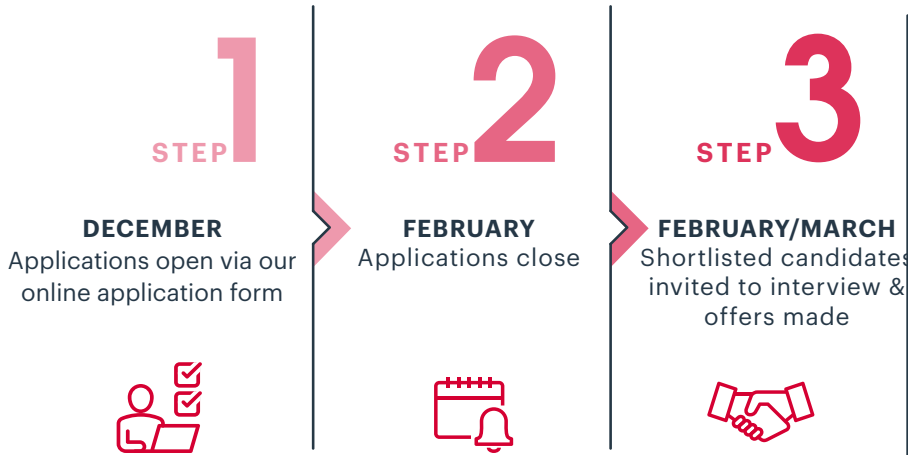 STEP 1
DECEMBER
Applications open via our
online application form
STEP 2
FEBRUARY
Applications close
STEP 3
FEBRUARY/MARCH
Shortlisted candidates
invited to interview &
offers made